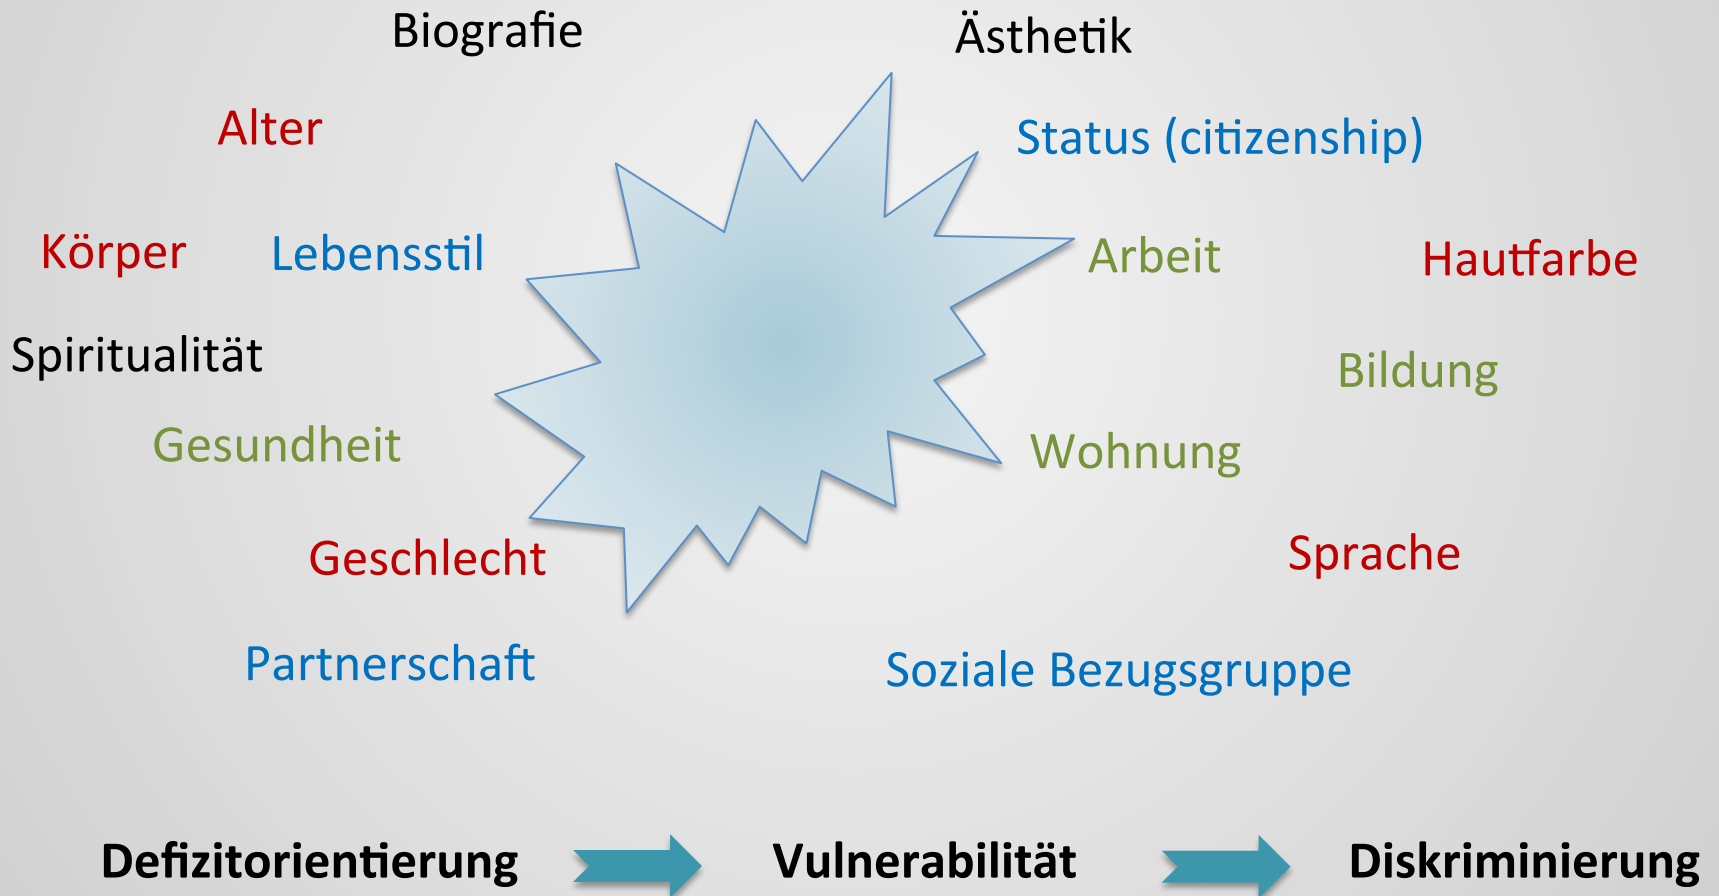 Biografie
Ästhetik
Alter
Status (citizenship)
Körper
Lebensstil
Arbeit
Hautfarbe
Spiritualität
Bildung
Gesundheit
Wohnung
Geschlecht
Sprache
Partnerschaft
Soziale Bezugsgruppe
Defizitorientierung
Vulnerabilität
Diskriminierung